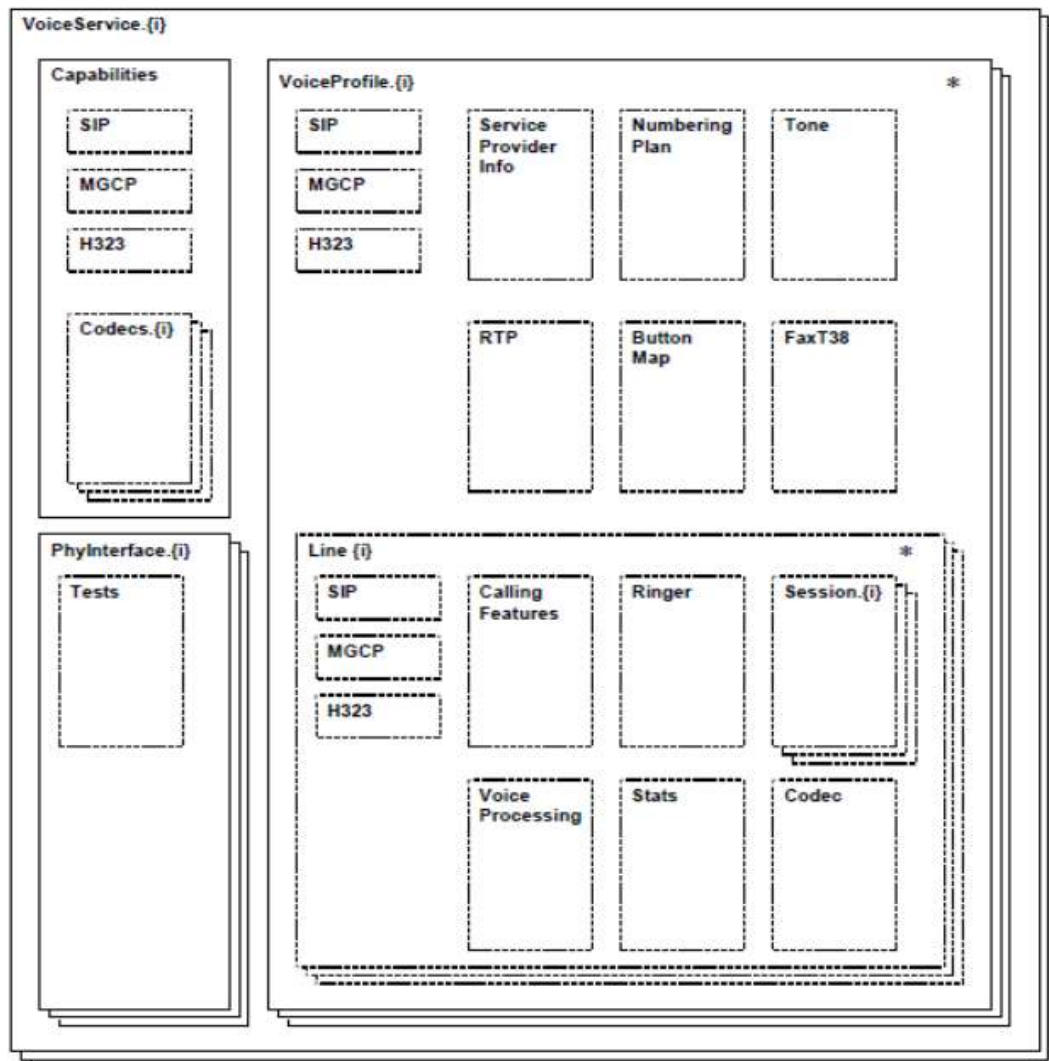 VoiceService.{i}
Capabilities
SIP
MGCP
H323
Codecs.{i}
PhyInterface.{i}
Tests
VoiceProfile.{i} *
SIP
MGCP
H323
Service
Provider
Info
Numbering
Plan
Tone
RTP
Button
Map
FaxT38
Line {i} *
SIP
MGCP
H323
Calling
Features
Ringer
Session.{i}
Voice
Processing
Stats
Codec